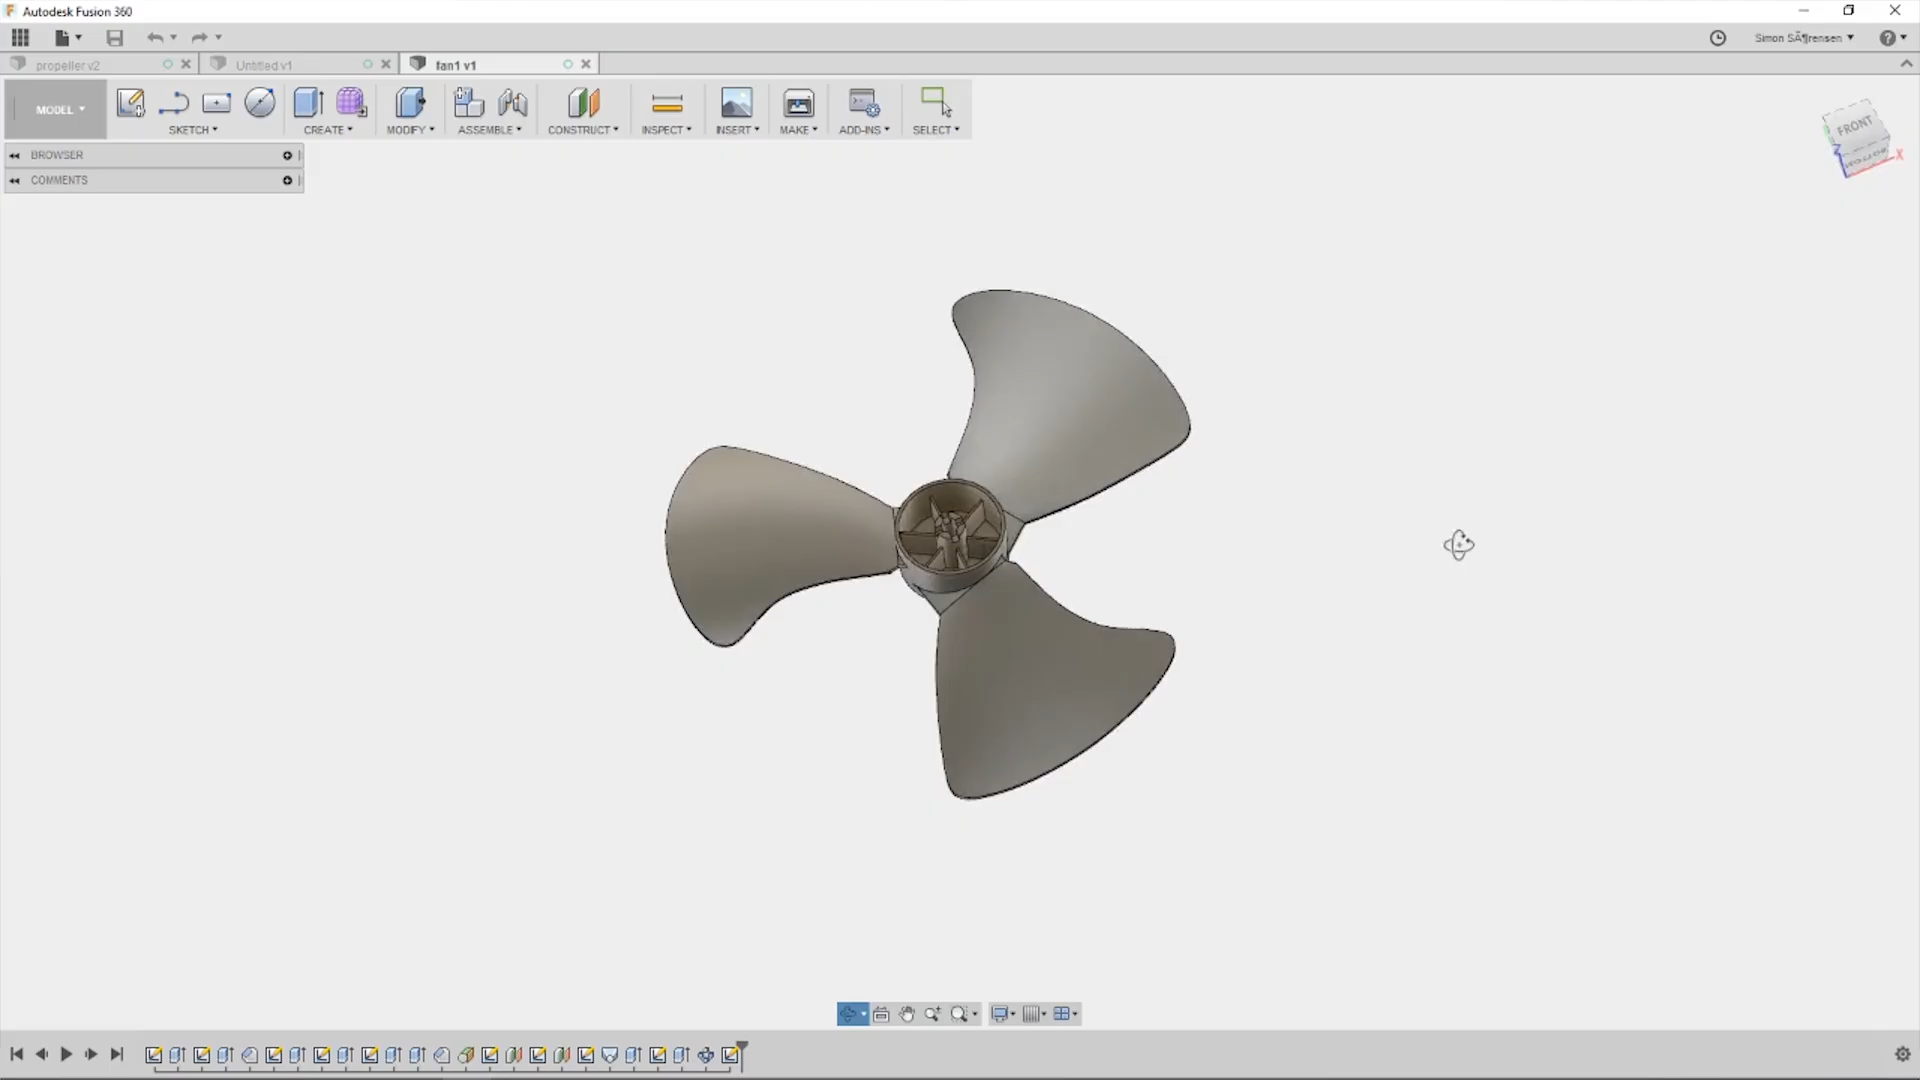 Autodesk Fusion 360
Simon SÃ¶rensen
propeller v2
Untitled v1
fan1 v1
MODEL
SKETCH
CREATE
MODIFY
ASSEMBLE
CONSTRUCT
INSPECT
INSERT
MAKE
ADD-INS
SELECT
BROWSER
COMMENTS
FRONT
BOTTOM
Z
X